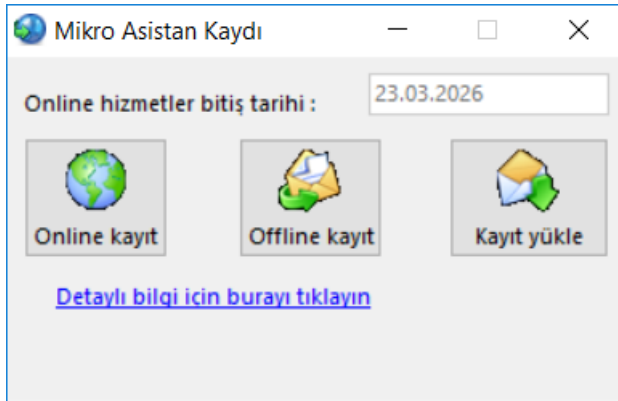 Mikro Asistan Kaydı
Online hizmetler bitiş tarihi : 23.03.2026
Online kayıt Offline kayıt Kayıt yükle
Detaylı bilgi için burayı tıklayın